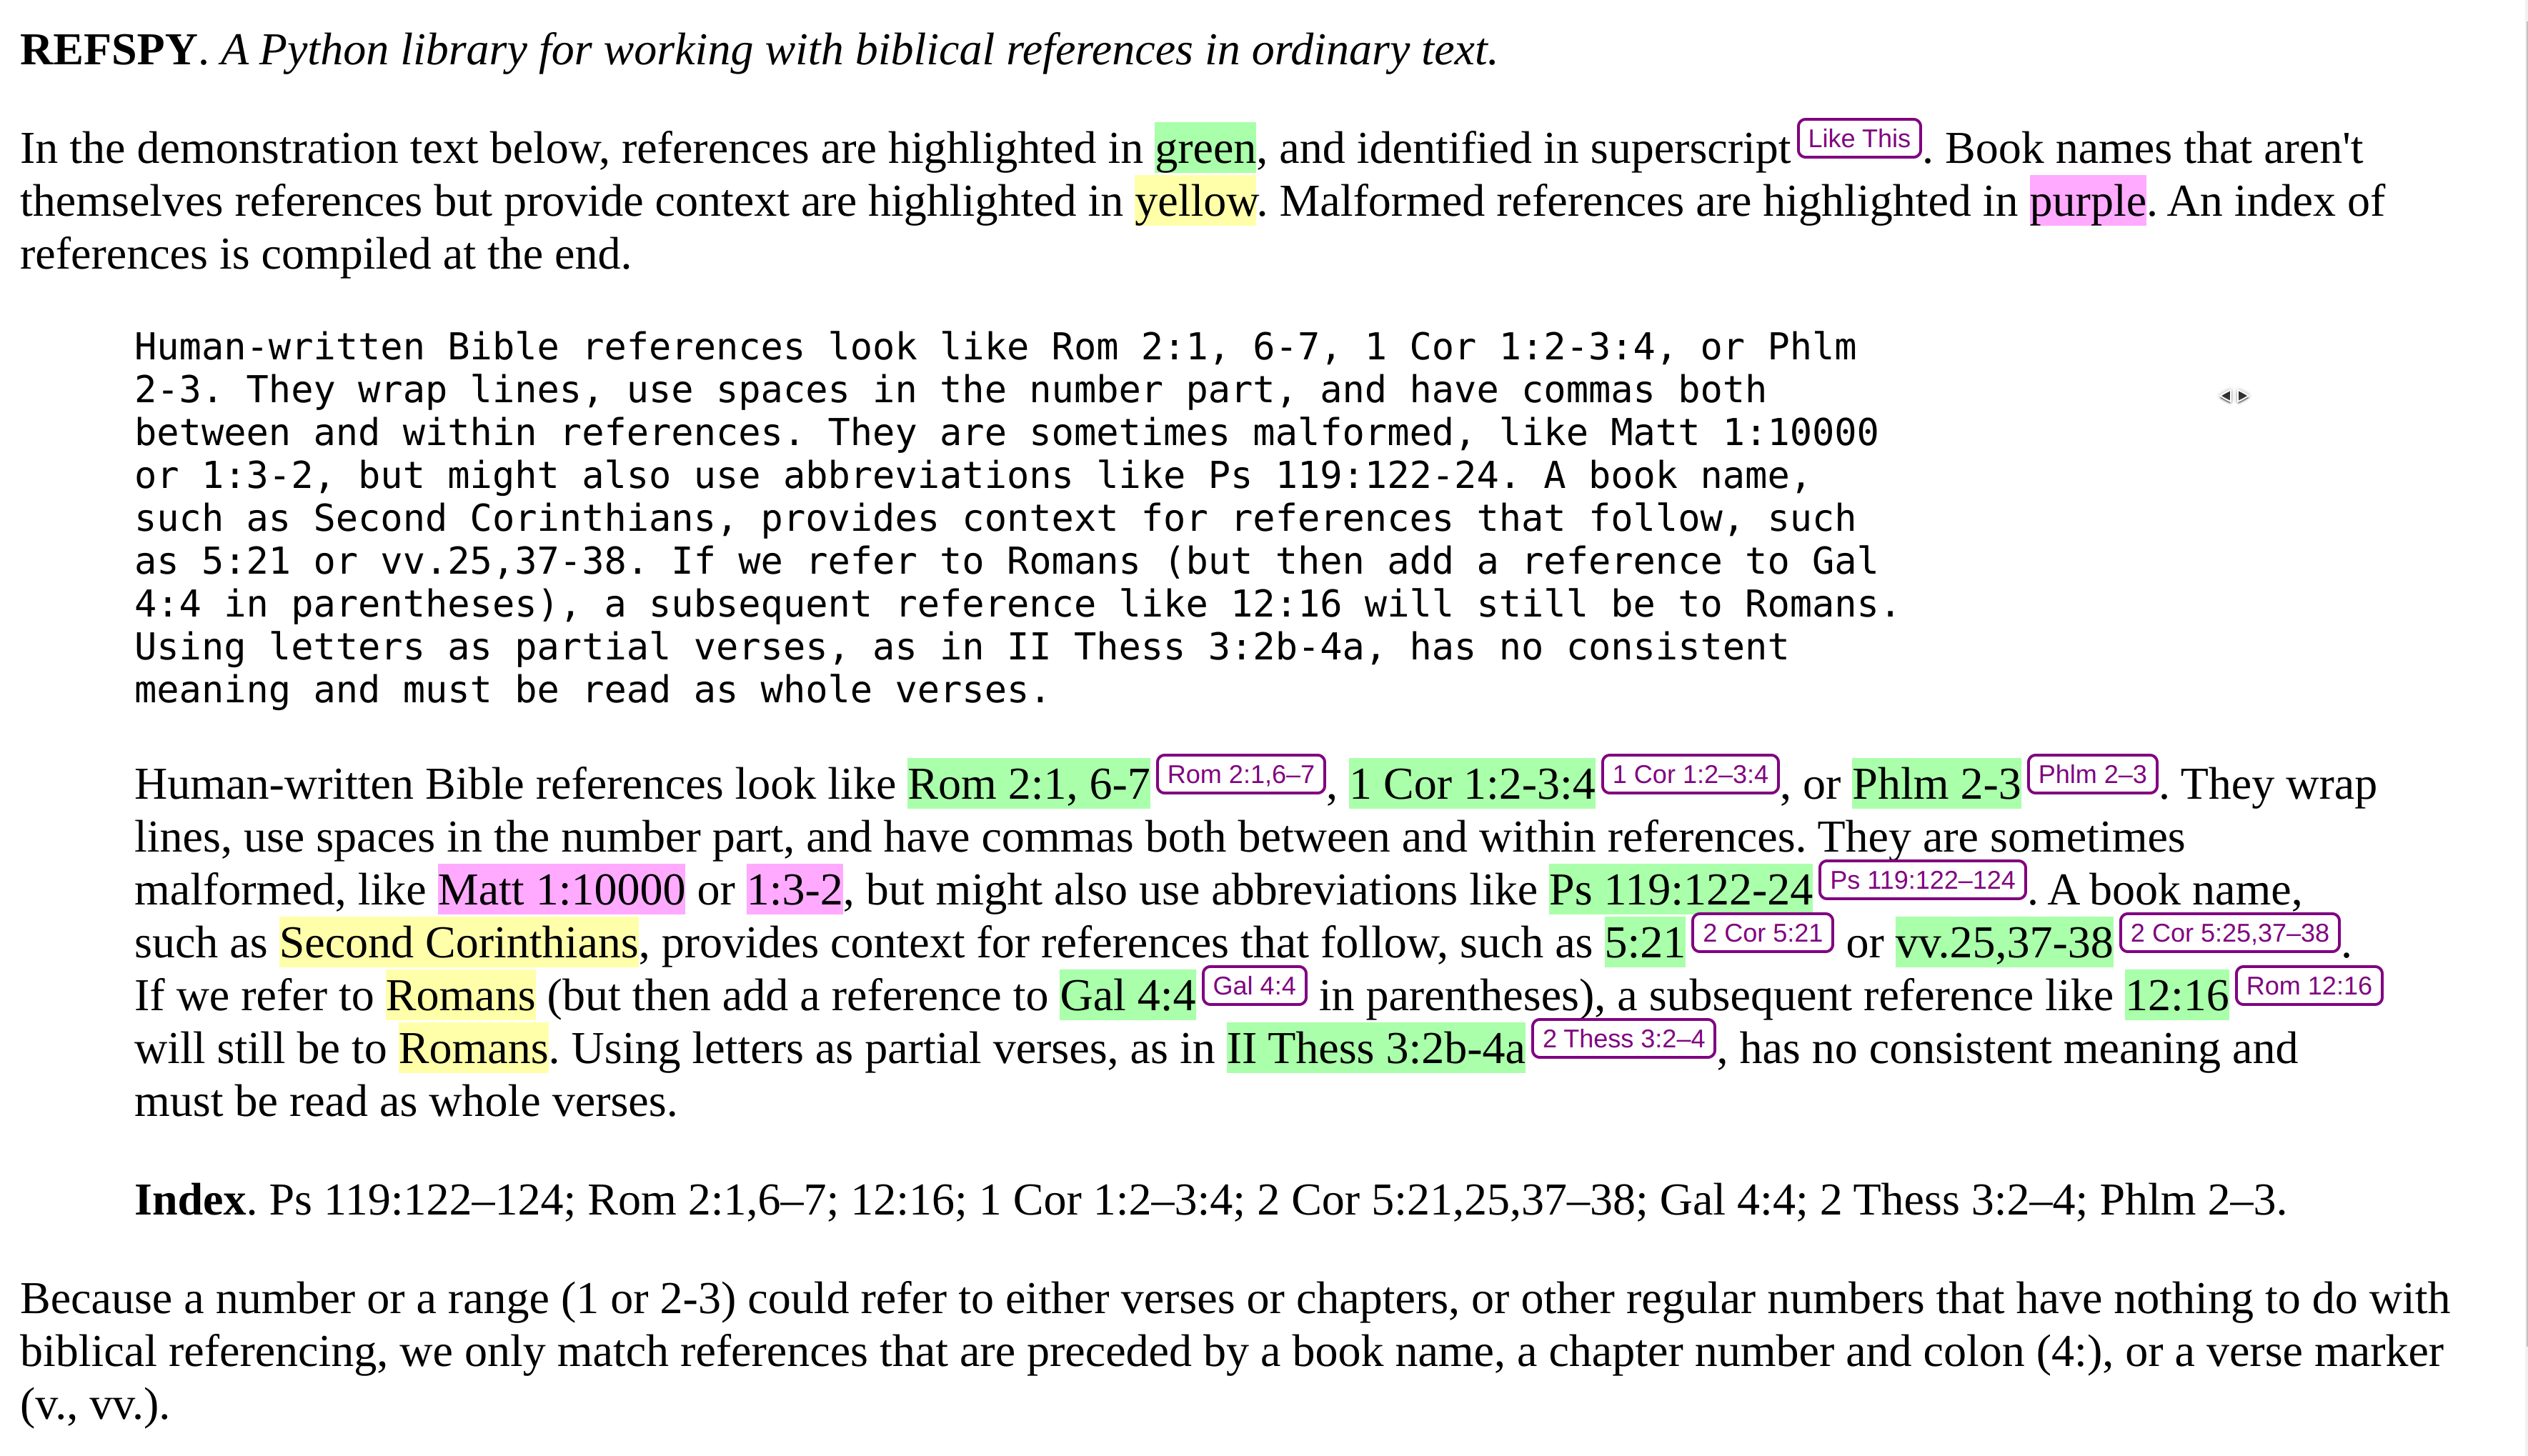 REFSPY. A Python library for working with biblical references in ordinary text.
In the demonstration text below, references are highlighted in green, and identified in superscript Like This. Book names that aren't
themselves references but provide context are highlighted in yellow. Malformed references are highlighted in purple. An index of
references is compiled at the end.
Human-written Bible references look like Rom 2:1, 6-7, 1 Cor 1:2-3:4, or Phlm
2-3. They wrap lines, use spaces in the number part, and have commas both
between and within references. They are sometimes malformed, like Matt 1:10000
or 1:3-2, but might also use abbreviations like Ps 119:122-24. A book name,
such as Second Corinthians, provides context for references that follow, such
as 5:21 or vv.25,37-38. If we refer to Romans (but then add a reference to Gal
4:4 in parentheses), a subsequent reference like 12:16 will still be to Romans.
Using letters as partial verses, as in II Thess 3:2b-4a, has no consistent
meaning and must be read as whole verses.
Human-written Bible references look like Rom 2:1, 6-7 Rom 2:1,6–7, 1 Cor 1:2-3:4 1 Cor 1:2–3:4, or Phlm 2-3 Phlm 2–3. They wrap
lines, use spaces in the number part, and have commas both between and within references. They are sometimes
malformed, like Matt 1:10000 or 1:3-2, but might also use abbreviations like Ps 119:122-24 Ps 119:122–124. A book name,
such as Second Corinthians, provides context for references that follow, such as 5:21 2 Cor 5:21 or vv.25,37-38 2 Cor 5:25,37–38.
If we refer to Romans (but then add a reference to Gal 4:4 Gal 4:4 in parentheses), a subsequent reference like 12:16 Rom 12:16
will still be to Romans. Using letters as partial verses, as in II Thess 3:2b-4a 2 Thess 3:2–4, has no consistent meaning and
must be read as whole verses.
Index. Ps 119:122–124; Rom 2:1,6–7; 12:16; 1 Cor 1:2–3:4; 2 Cor 5:21,25,37–38; Gal 4:4; 2 Thess 3:2–4; Phlm 2–3.
Because a number or a range (1 or 2-3) could refer to either verses or chapters, or other regular numbers that have nothing to do with
biblical referencing, we only match references that are preceded by a book name, a chapter number and colon (4:), or a verse marker
(v., vv.).